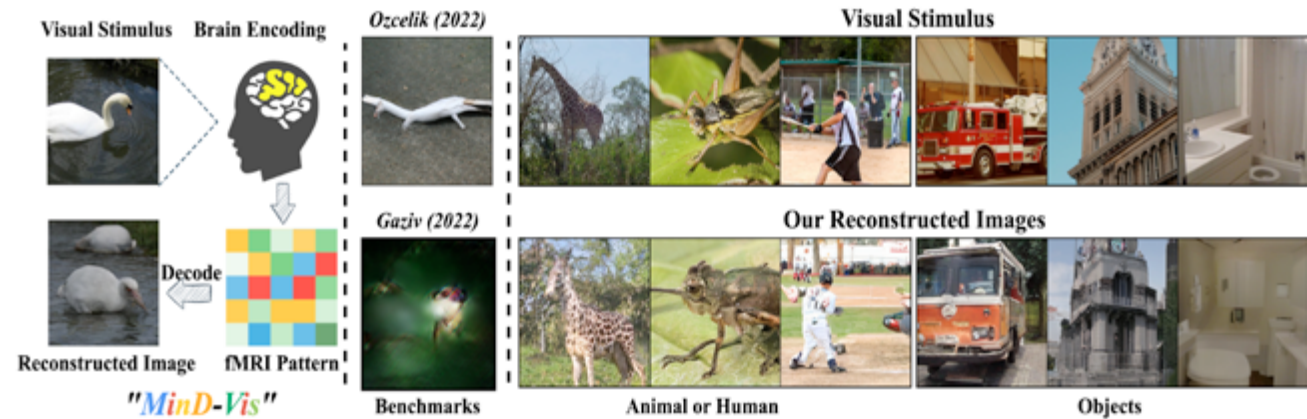 Visual Stimulus
Brain Encoding
Decode
Reconstructed Image
fMRI Pattern
"MinD-Vis"
Ozcelik (2022)
Gaziv (2022)
Benchmarks
Visual Stimulus
Our Reconstructed Images
Animal or Human
Objects